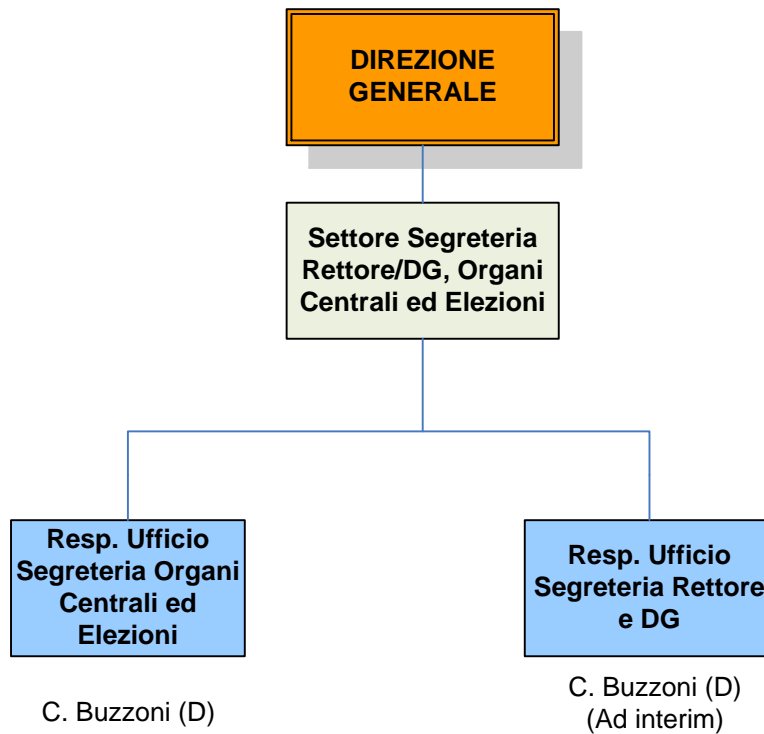 DIREZIONE
GENERALE
Settore Segreteria
Rettore/DG, Organi
Centrali ed Elezioni
Resp. Ufficio
Segreteria Organi
Centrali ed
Elezioni
C. Buzzoni (D)
Resp. Ufficio
Segreteria Rettore
e DG
C. Buzzoni (D)
(Ad interim)